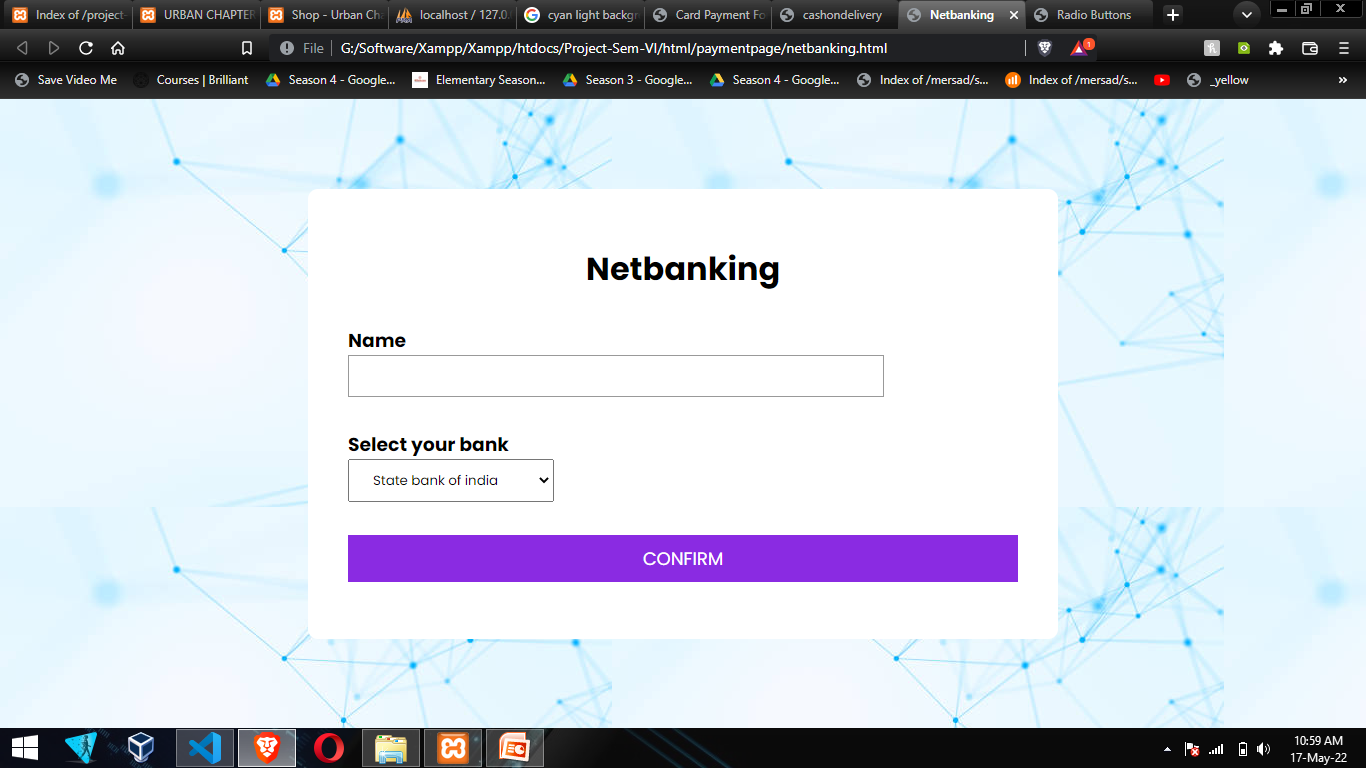 Index of /project-
URBAN CHAPTER
Shop - Urban Cha
localhost / 127.0.
cyan light backgr
Card Payment Fo
cashondelivery
Netbanking
Radio Buttons
File
G:/Software/Xampp/Xampp/htdocs/Project-Sem-VI/html/paymentpage/netbanking.html
1
Save Video Me
Courses | Brilliant
Season 4 - Google...
Elementary Season...
Season 3 - Google...
Season 4 - Google...
Index of /mersad/s...
Index of /mersad/s...
_yellow
Netbanking
Name
Select your bank
State bank of india
CONFIRM
10:59 AM
17-May-22